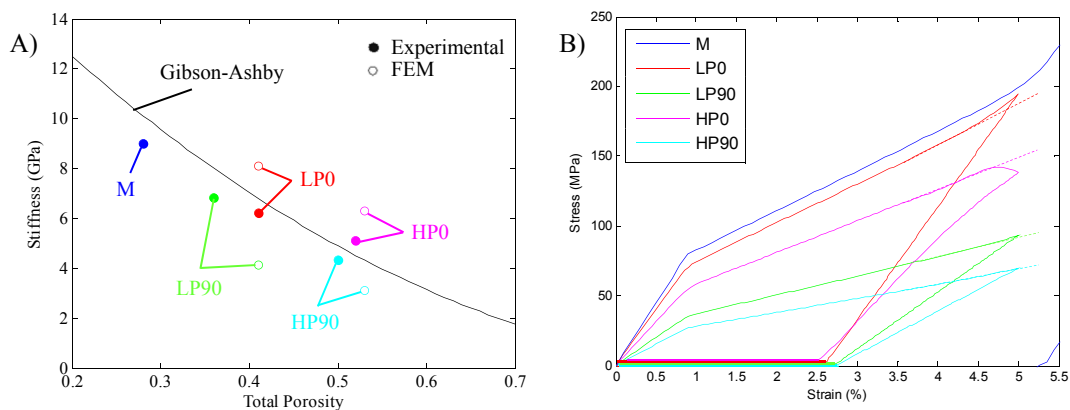 A)
14
12
10
8
6
4
2
0
0.2
0.3
0.4
0.5
0.6
0.7
Stiffness (GPa)
Total Porosity
Gibson-Ashby
Experimental
FEM
M
LP0
LP90
HP0
HP90
B)
250
200
150
100
50
0
0
0.5
1
1.5
2
2.5
3
3.5
4
4.5
5
5.5
Stress (MPa)
Strain (%)
M
LP0
LP90
HP0
HP90